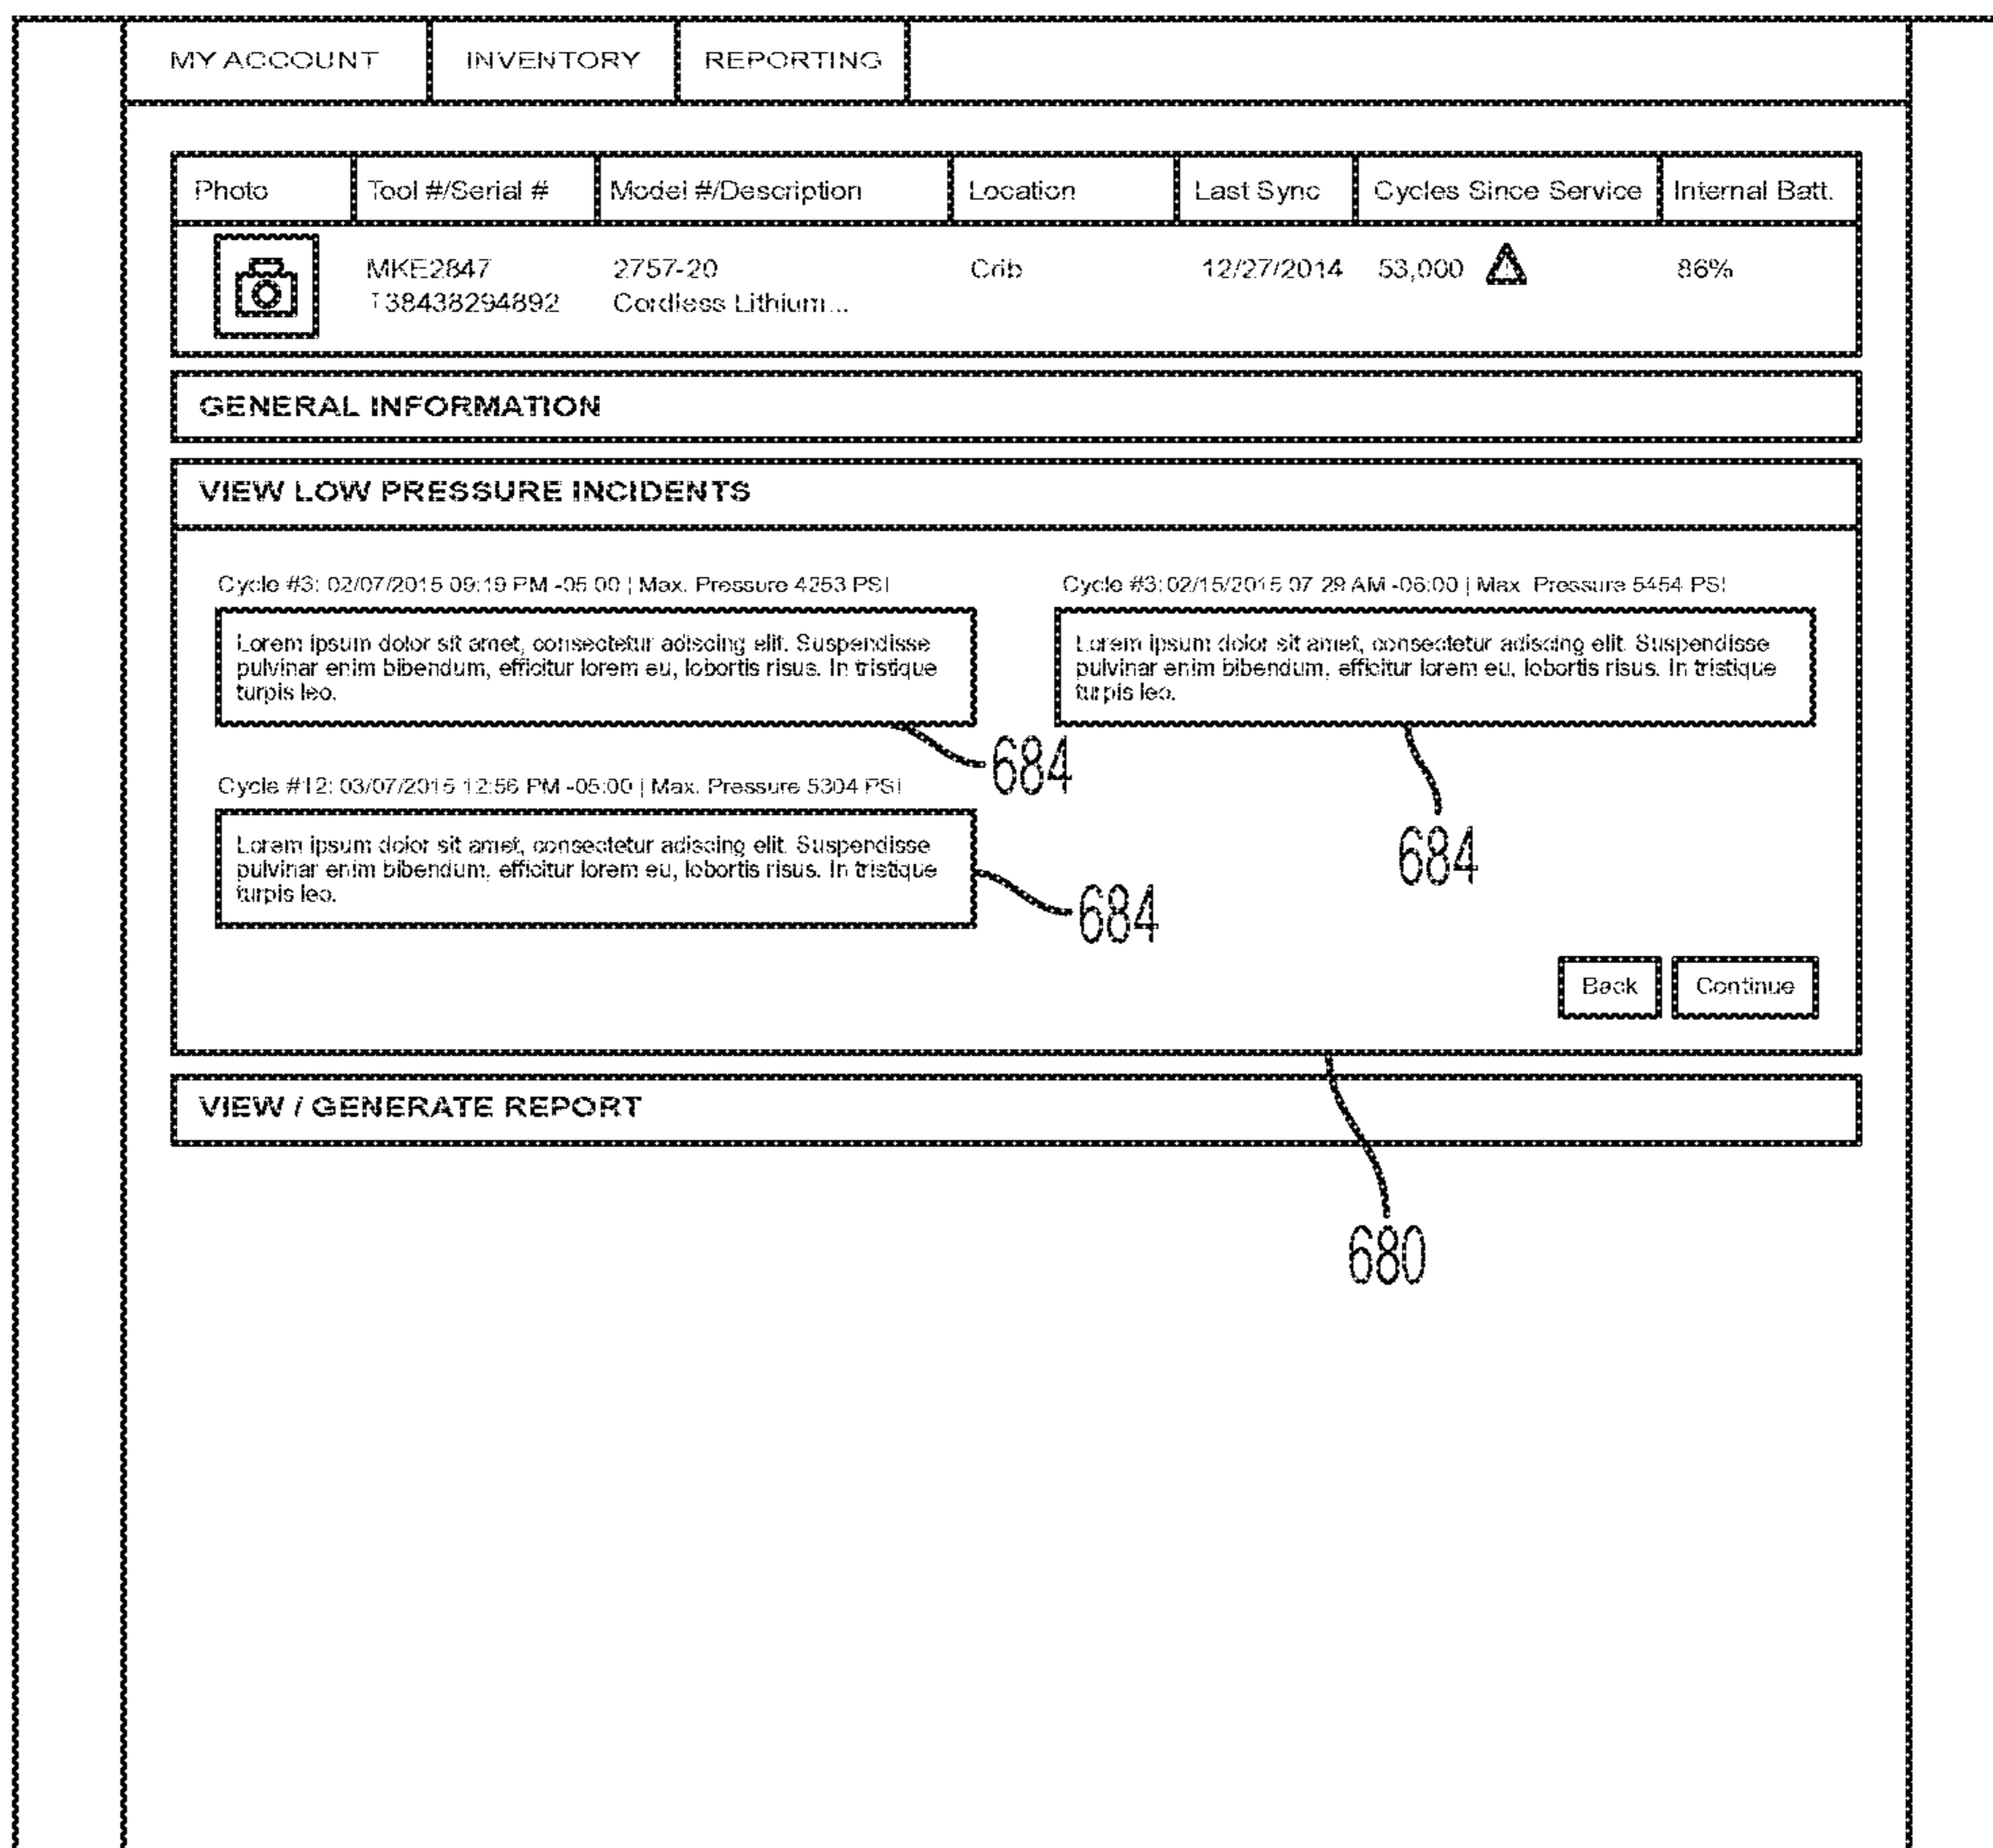 MY ACCOUNT INVENTORY REPORTING
Photo Tool #/Serial # Model #/Description Location Last Sync Cycles Since Service Internal Batt.
MKE2847 2757-20 Crib 12/27/2014 53,000 86%
138438294892 Cordless Lithium...
GENERAL INFORMATION
VIEW LOW PRESSURE INCIDENTS
Cycle #3: 02/07/2015 09:19 PM -05:00 | Max. Pressure 4253 PSI
Lorem ipsum dolor sit amet, consectetur adiscing elit. Suspendisse
pulvinar enim bibendum, efficitur lorem eu, lobortis risus. In tristique
turpis leo.
684
Cycle #3: 02/15/2015 07:29 AM -06:00 | Max. Pressure 5454 PSI
Lorem ipsum dolor sit amet, consectetur adiscing elit. Suspendisse
pulvinar enim bibendum, efficitur lorem eu, lobortis risus. In tristique
turpis leo.
684
Cycle #12: 03/07/2015 12:56 PM -05:00 | Max. Pressure 5304 PSI
Lorem ipsum dolor sit amet, consectetur adiscing elit. Suspendisse
pulvinar enim bibendum, efficitur lorem eu, lobortis risus. In tristique
turpis leo.
684
Back Continue
VIEW / GENERATE REPORT
680